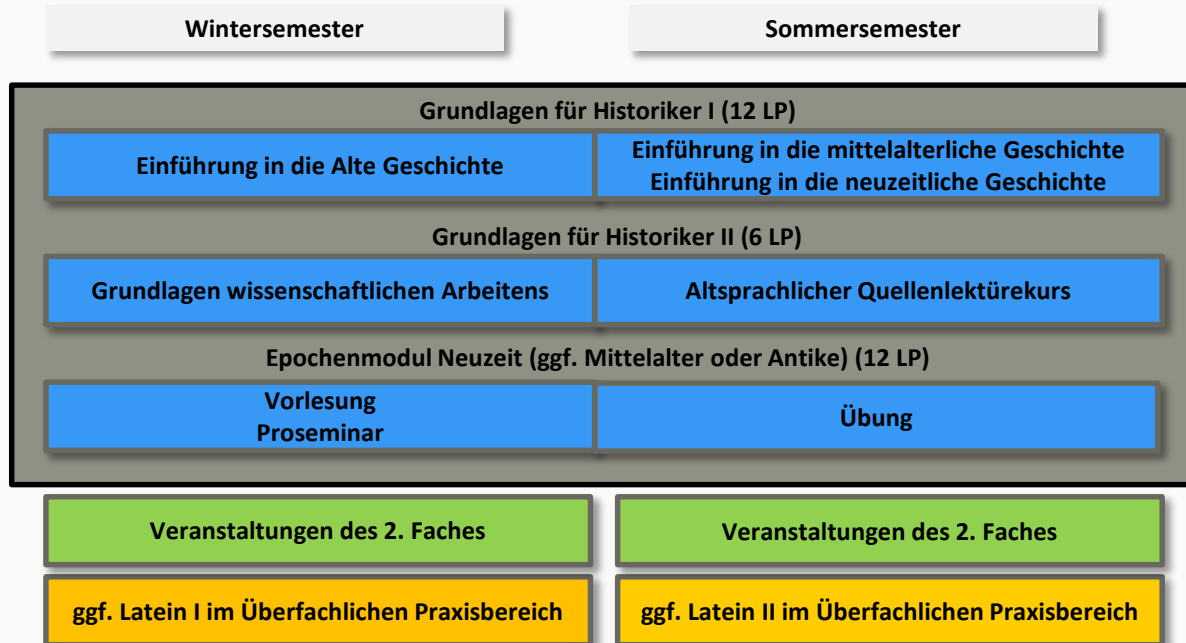 Wintersemester
Sommersemester
Grundlagen für Historiker I (12 LP)
Einführung in die Alte Geschichte
Einführung in die mittelalterliche Geschichte
Einführung in die neuzeitliche Geschichte
Grundlagen für Historiker II (6 LP)
Grundlagen wissenschaftlichen Arbeitens
Altsprachlicher Quellenlektürekurs
Epochenmodul Neuzeit (ggf. Mittelalter oder Antike) (12 LP)
Vorlesung
Proseminar
Übung
Veranstaltungen des 2. Faches
Veranstaltungen des 2. Faches
ggf. Latein I im Überfachlichen Praxisbereich
ggf. Latein II im Überfachlichen Praxisbereich